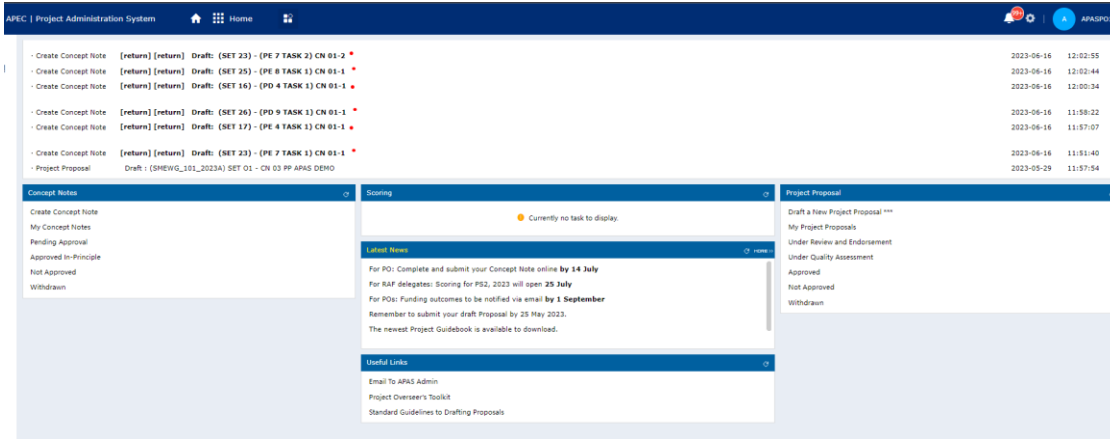 APEC | Project Administration System Home 99+ A APASPO
· Create Concept Note [return] [return] Draft: (SET 23) - (PE 7 TASK 2) CN 01-2 2023-06-16 12:02:55
· Create Concept Note [return] [return] Draft: (SET 25) - (PE 8 TASK 1) CN 01-1 2023-06-16 12:02:44
· Create Concept Note [return] [return] Draft: (SET 16) - (PD 4 TASK 1) CN 01-1 2023-06-16 12:00:34
· Create Concept Note [return] [return] Draft: (SET 26) - (PD 9 TASK 1) CN 01-1 2023-06-16 11:58:22
· Create Concept Note [return] [return] Draft: (SET 17) - (PE 4 TASK 1) CN 01-1 2023-06-16 11:57:07
· Create Concept Note [return] [return] Draft: (SET 23) - (PE 7 TASK 1) CN 01-1 2023-06-16 11:51:40
· Project Proposal Draft : (SMEWG_101_2023A) SET O1 - CN 03 PP APAS DEMO 2023-05-29 11:57:54
Concept Notes
Create Concept Note
My Concept Notes
Pending Approval
Approved In-Principle
Not Approved
Withdrawn
Scoring
Currently no task to display.
Latest News MORE
For PO: Complete and submit your Concept Note online by 14 July
For RAF delegates: Scoring for PS2, 2023 will open 25 July
For POs: Funding outcomes to be notified via email by 1 September
Remember to submit your draft Proposal by 25 May 2023.
The newest Project Guidebook is available to download.
Useful Links
Email To APAS Admin
Project Overseer's Toolkit
Standard Guidelines to Drafting Proposals
Project Proposal
Draft a New Project Proposal ***
My Project Proposals
Under Review and Endorsement
Under Quality Assessment
Approved
Not Approved
Withdrawn